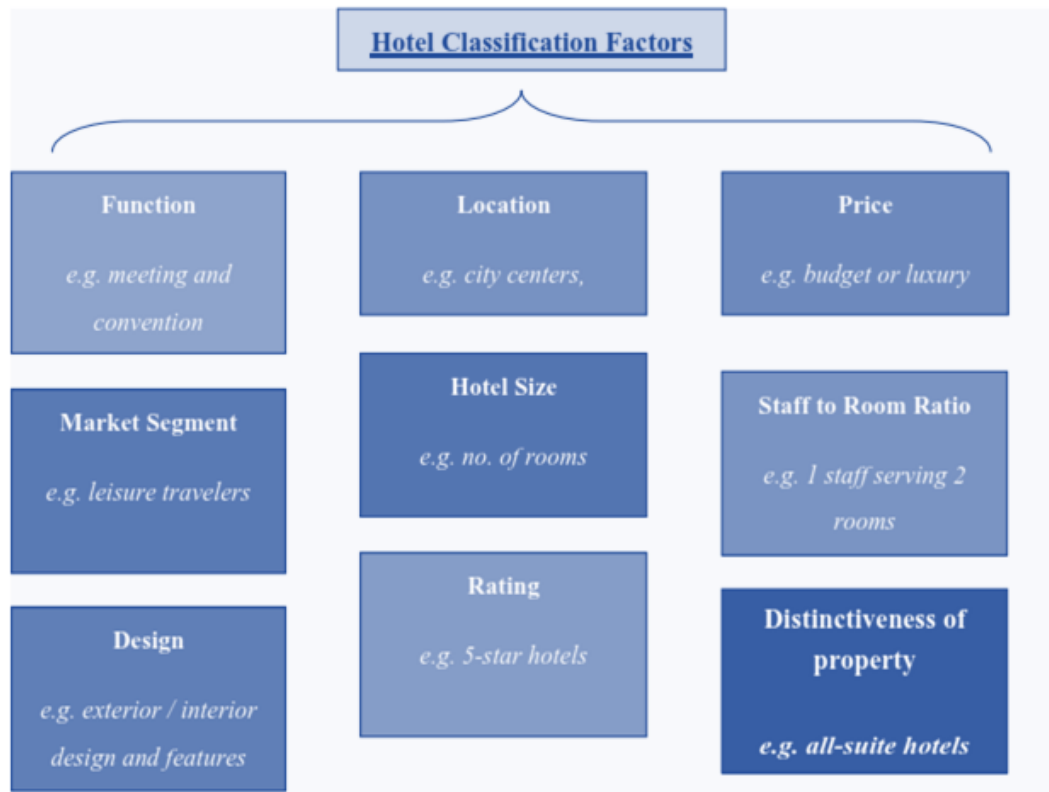 Hotel Classification Factors
Function
e.g. meeting and
convention
Location
e.g. city centers,
Price
e.g. budget or luxury
Market Segment
e.g. leisure travelers
Hotel Size
e.g. no. of rooms
Staff to Room Ratio
e.g. 1 staff serving 2
rooms
Design
e.g. exterior / interior
design and features
Rating
e.g. 5-star hotels
Distinctiveness of
property
e.g. all-suite hotels